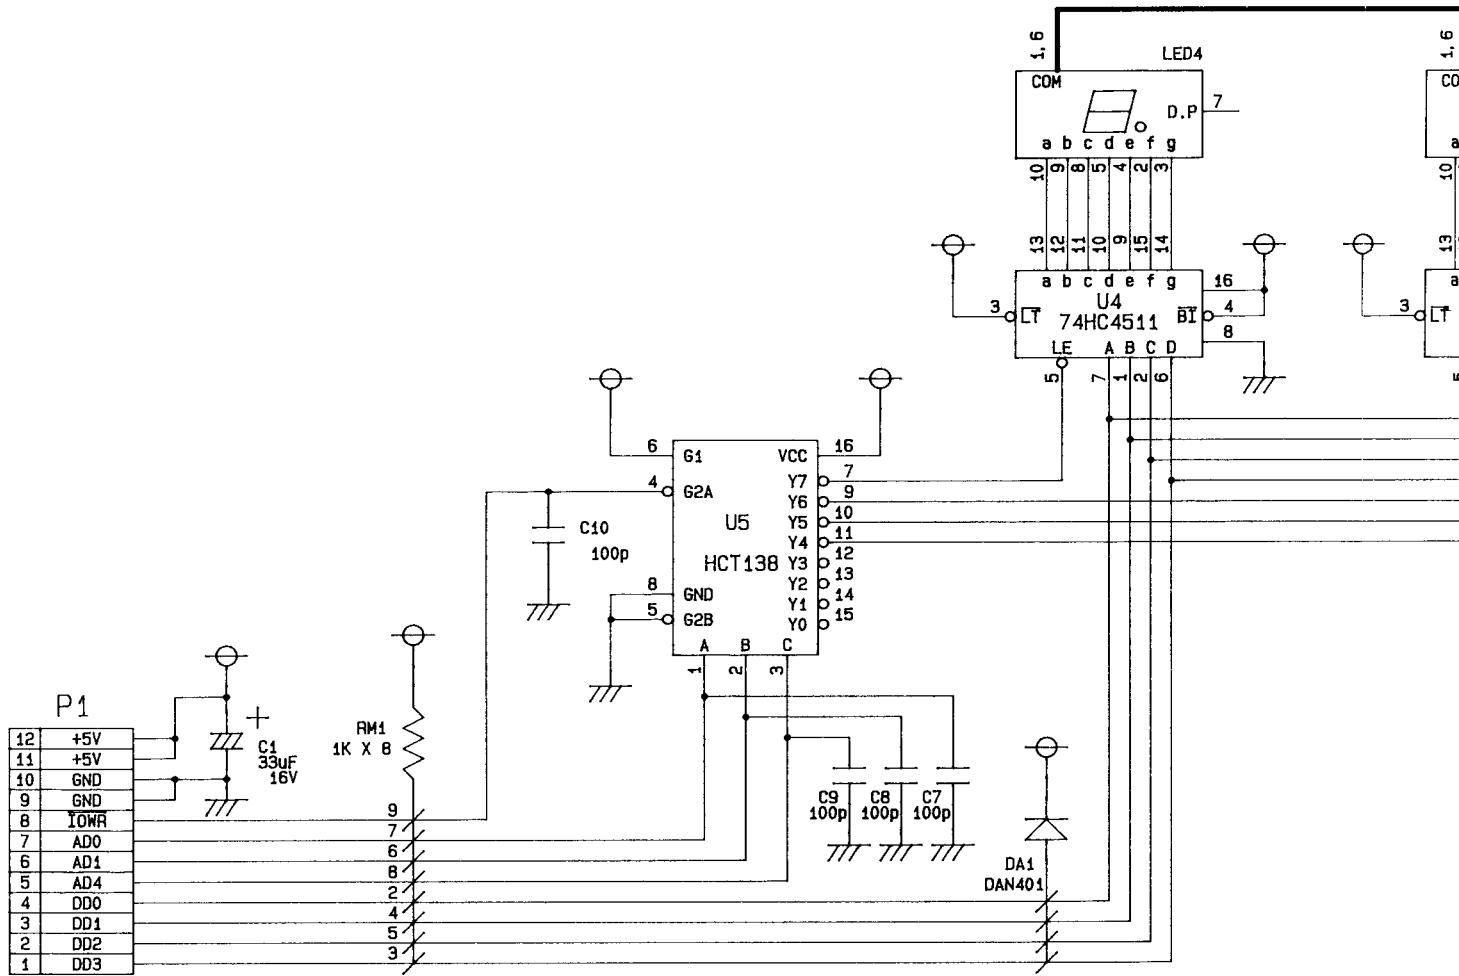 1,6
LED4
1,6
COM
D.P 7
CO
a b c d e f g
a
10 9 8 5 4 2 3
10
13 12 11 10 9 15 14
13
a b c d e f g
16
a
U4
3 L̅T̅
74HC4511
B̅I̅ 4
3 L̅T̅
8
LE A B C D
5 7 1 2 6
5
6 G1
VCC 16
4 G2A
Y7 7
Y6 9
U5
Y5 10
C10
100p
Y4 11
HCT138
Y3 12
Y2 13
8 GND
Y1 14
5 G2B
Y0 15
A B C
1 2 3
P1
12 +5V
11 +5V
10 GND
9 GND
8 I̅O̅W̅R̅
7 AD0
6 AD1
5 AD4
4 DD0
3 DD1
2 DD2
1 DD3
+
C1
33uF
16V
RM1
1K X 8
9
7
6
8
2
4
5
3
C9
100p
C8
100p
C7
100p
DA1
DAN401